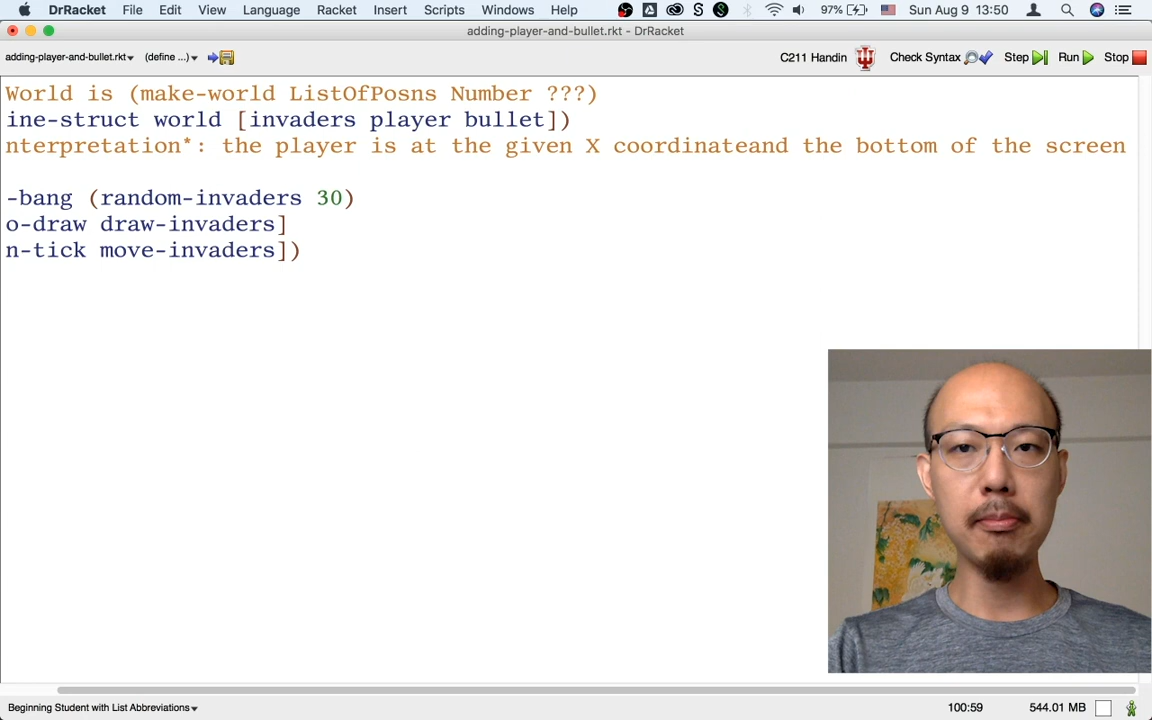 DrRacket File Edit View Language Racket Insert Scripts Windows Help S S 97% Sun Aug 9 13:50
adding-player-and-bullet.rkt - DrRacket
adding-player-and-bullet.rkt▾ (define ...)▾ C211 Handin Check Syntax Step Run Stop
World is (make-world ListOfPosns Number ???)
ine-struct world [invaders player bullet])
nterpretation*: the player is at the given X coordinateand the bottom of the screen
-bang (random-invaders 30)
o-draw draw-invaders]
n-tick move-invaders])
Beginning Student with List Abbreviations▾ 100:59 544.01 MB